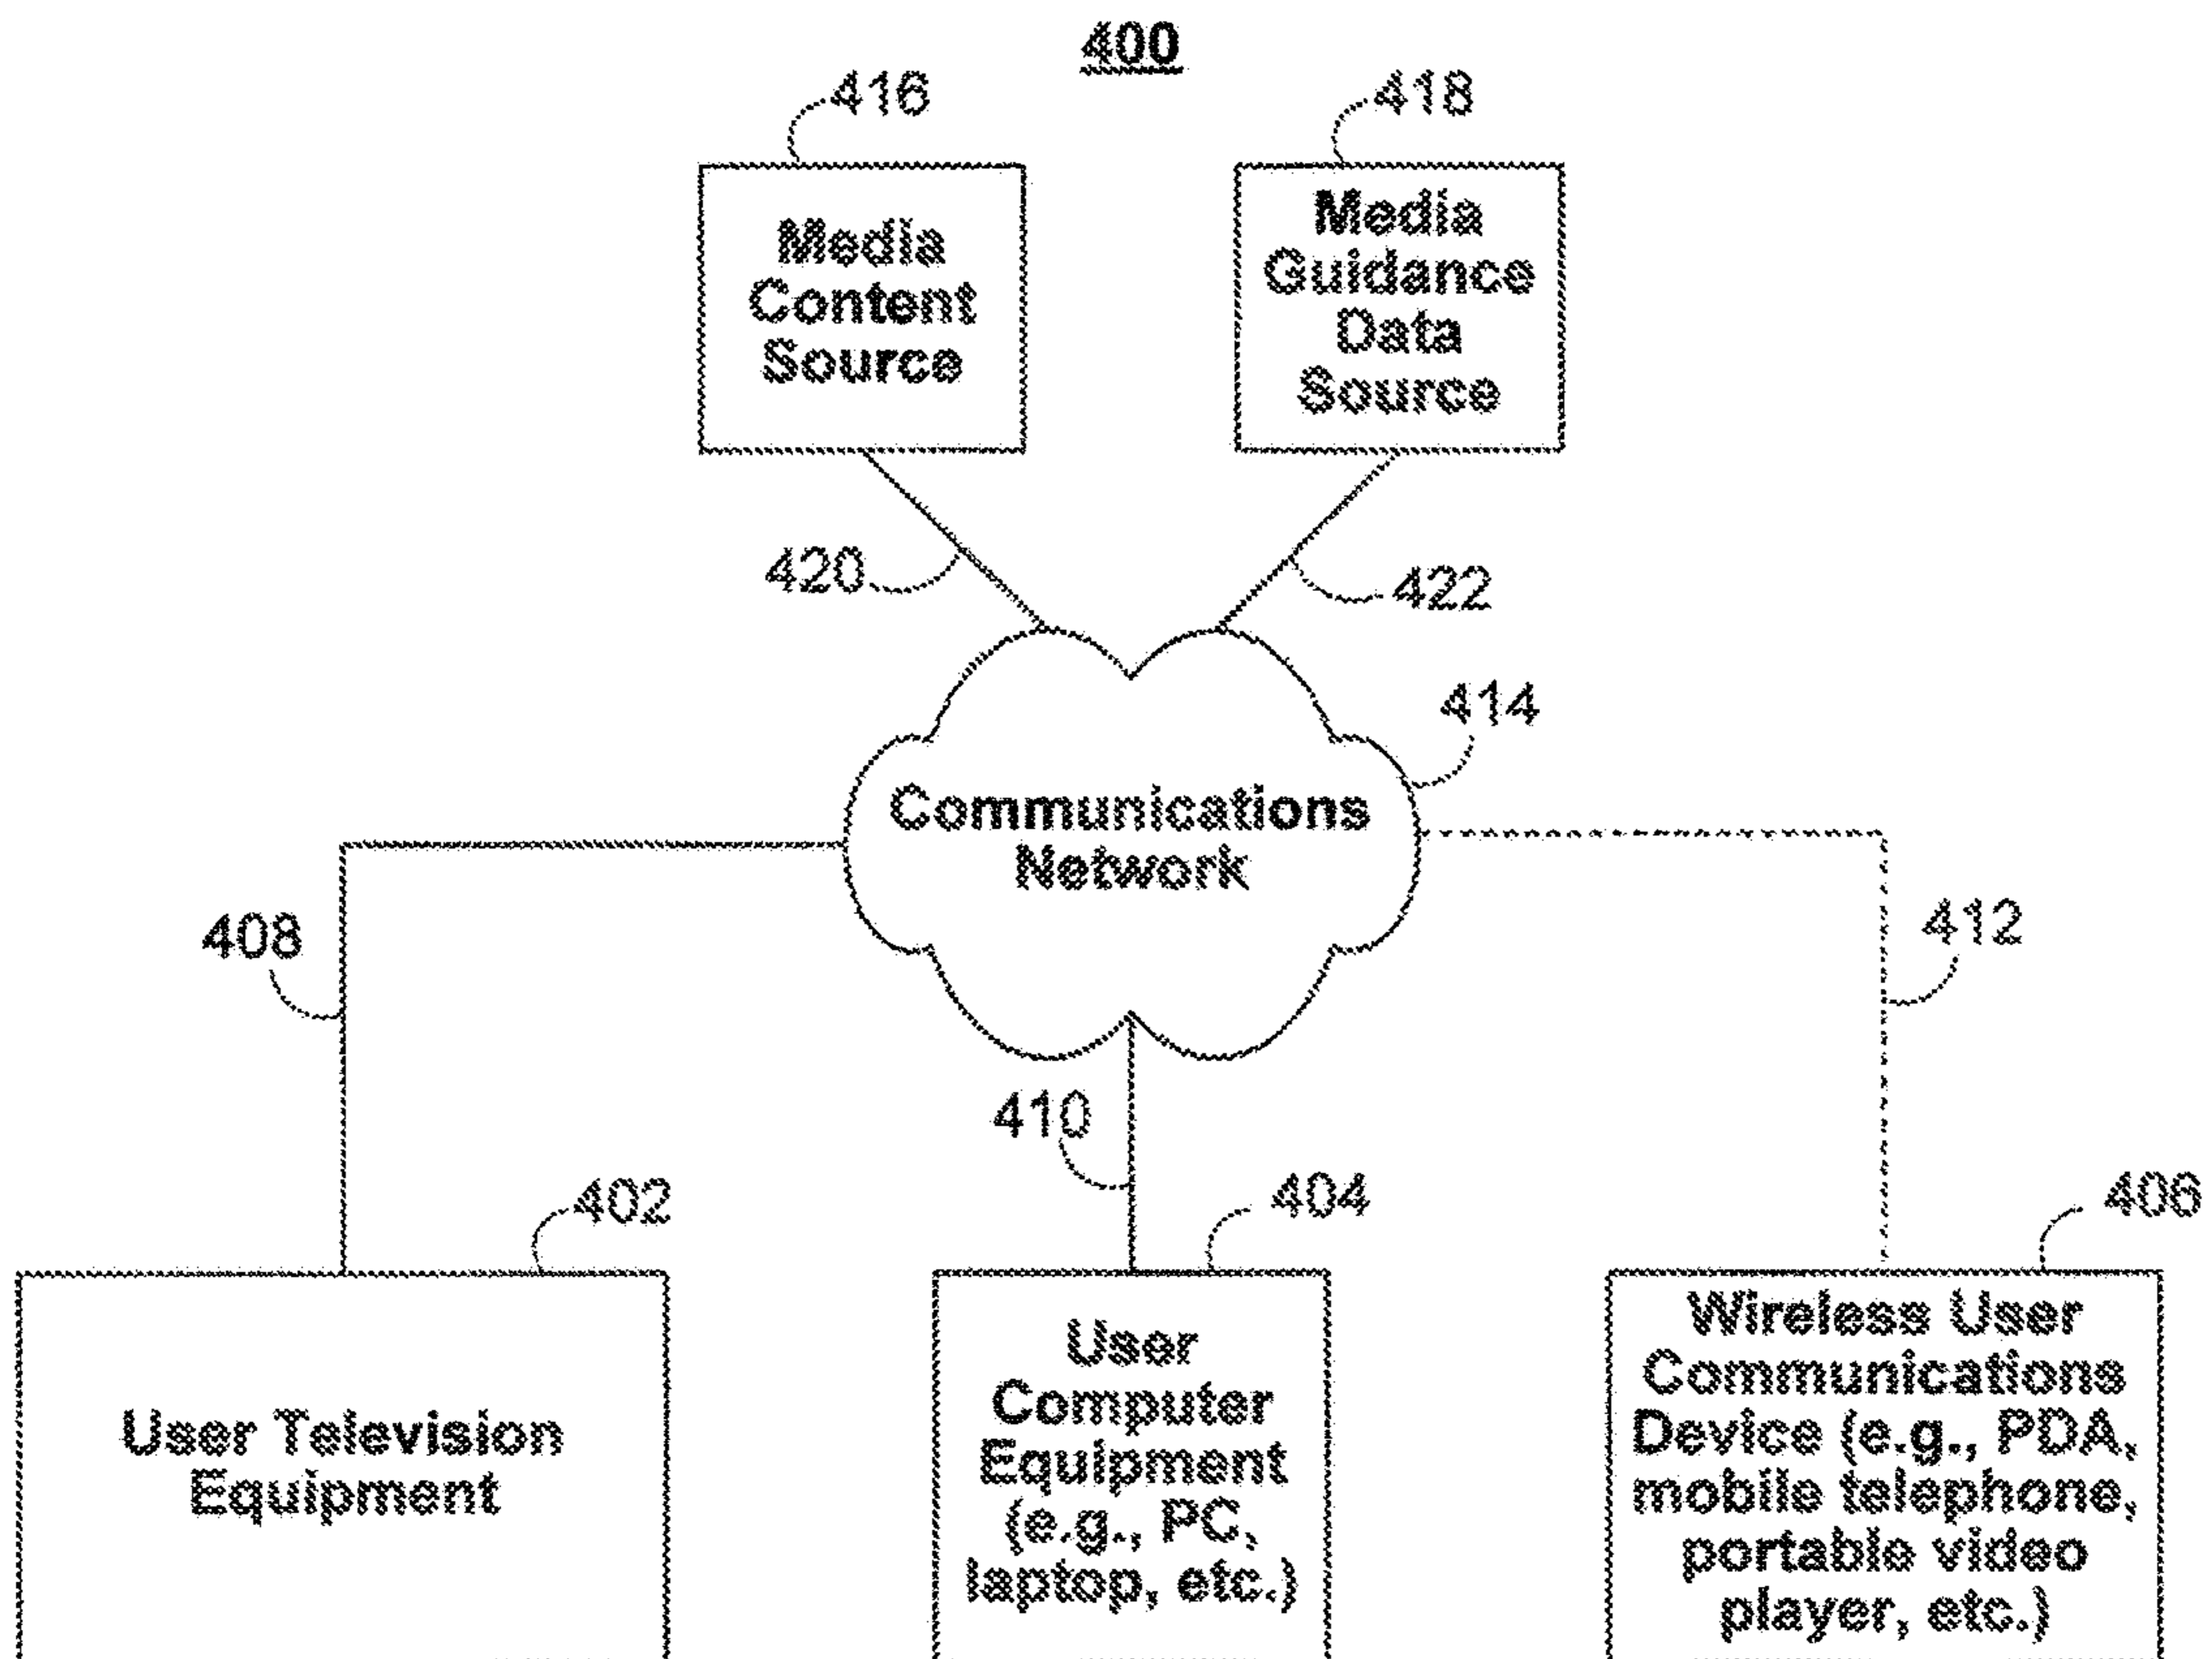 400
416
418
Media
Content
Source
Media
Guidance
Data
Source
420
422
414
Communications
Network
408
412
410
402
404
406
User Television
Equipment
User
Computer
Equipment
(e.g., PC,
laptop, etc.)
Wireless User
Communications
Device (e.g., PDA,
mobile telephone,
portable video
player, etc.)